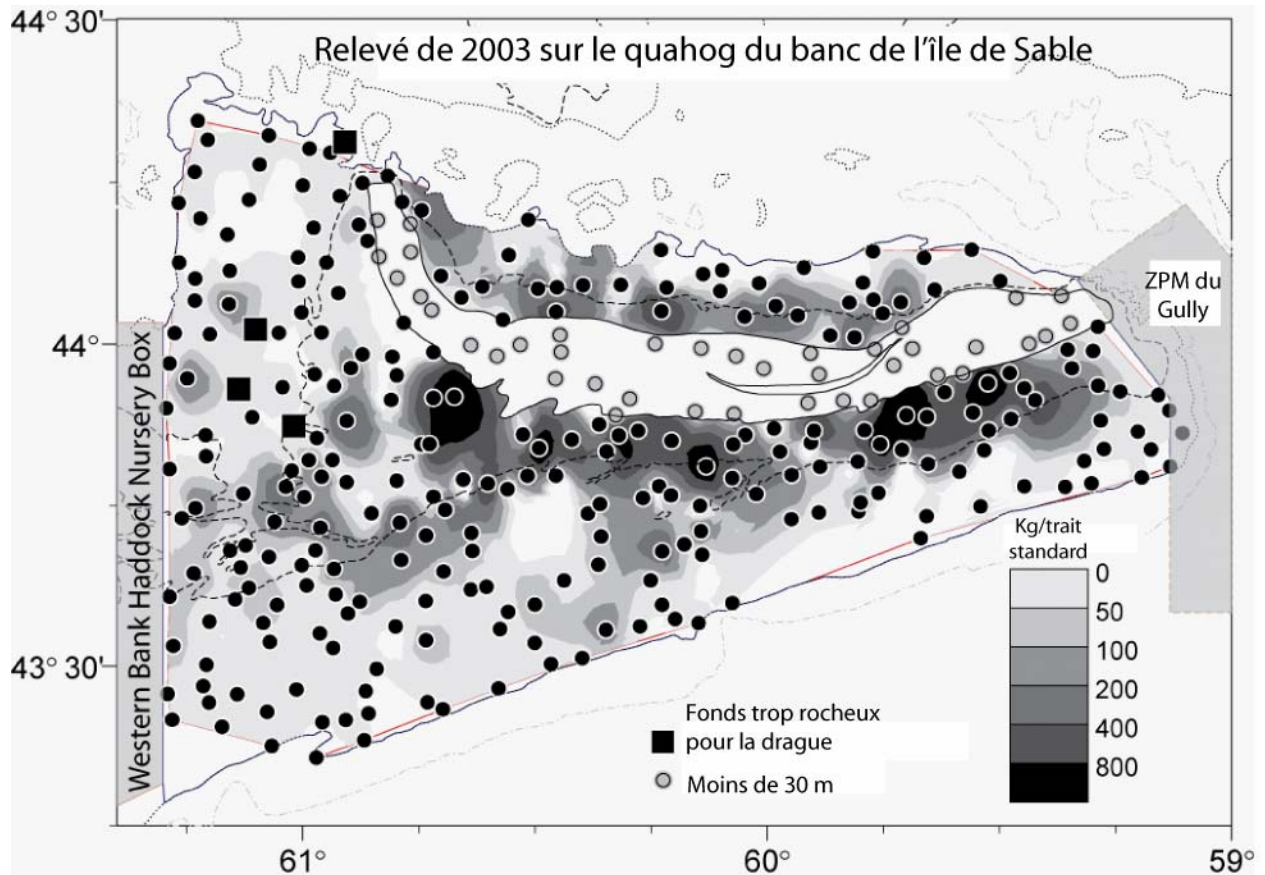 44° 30'
Relevé de 2003 sur le quahog du banc de l'île de Sable
ZPM du
Gully
44°
Western Bank Haddock Nursery Box
Kg/trait
standard
0
50
100
200
400
800
43° 30'
Fonds trop rocheux
pour la drague
Moins de 30 m
61°
60°
59°